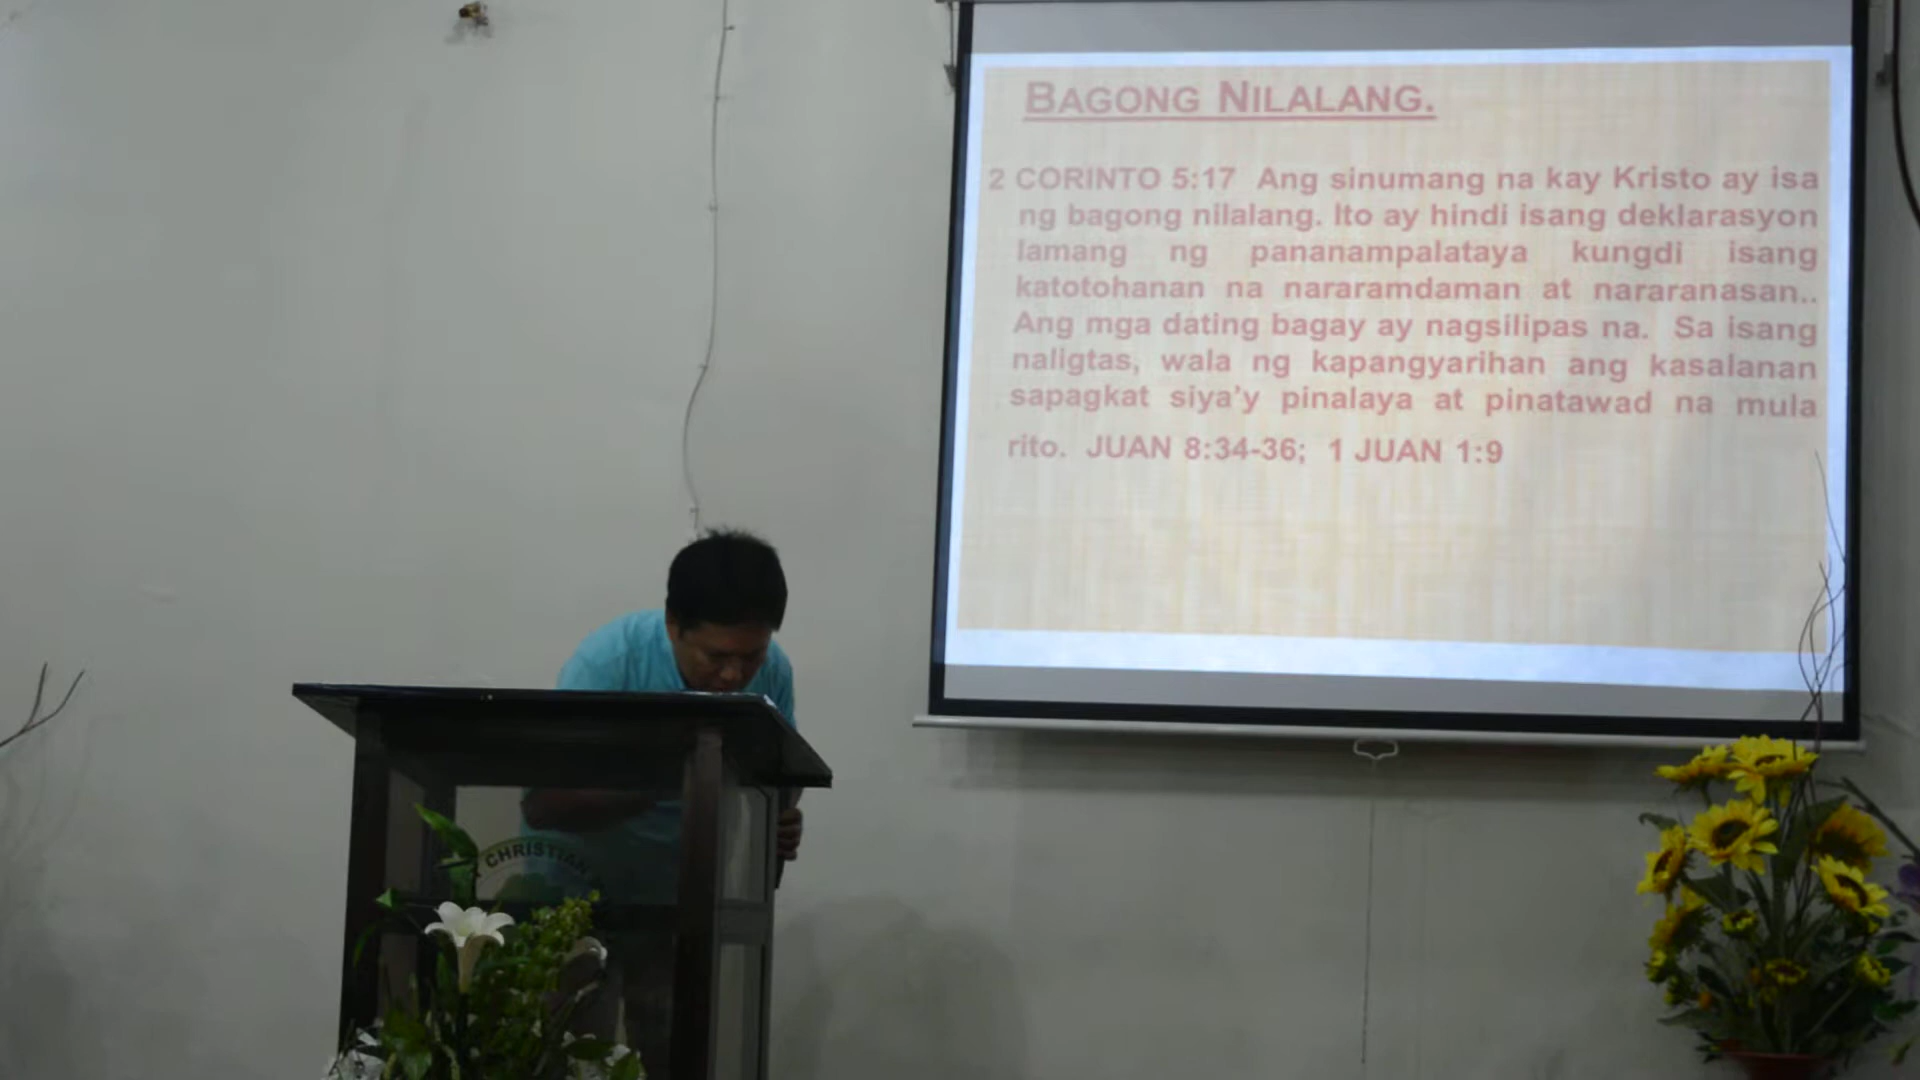 BAGONG NILALANG.
2 CORINTO 5:17 Ang sinumang na kay Kristo ay isa
ng bagong nilalang. Ito ay hindi isang deklarasyon
lamang ng pananampalataya kungdi isang
katotohanan na nararamdaman at nararanasan..
Ang mga dating bagay ay nagsilipas na. Sa isang
naligtas, wala ng kapangyarihan ang kasalanan
sapagkat siya'y pinalaya at pinatawad na mula
rito. JUAN 8:34-36; 1 JUAN 1:9
CHRISTIAN